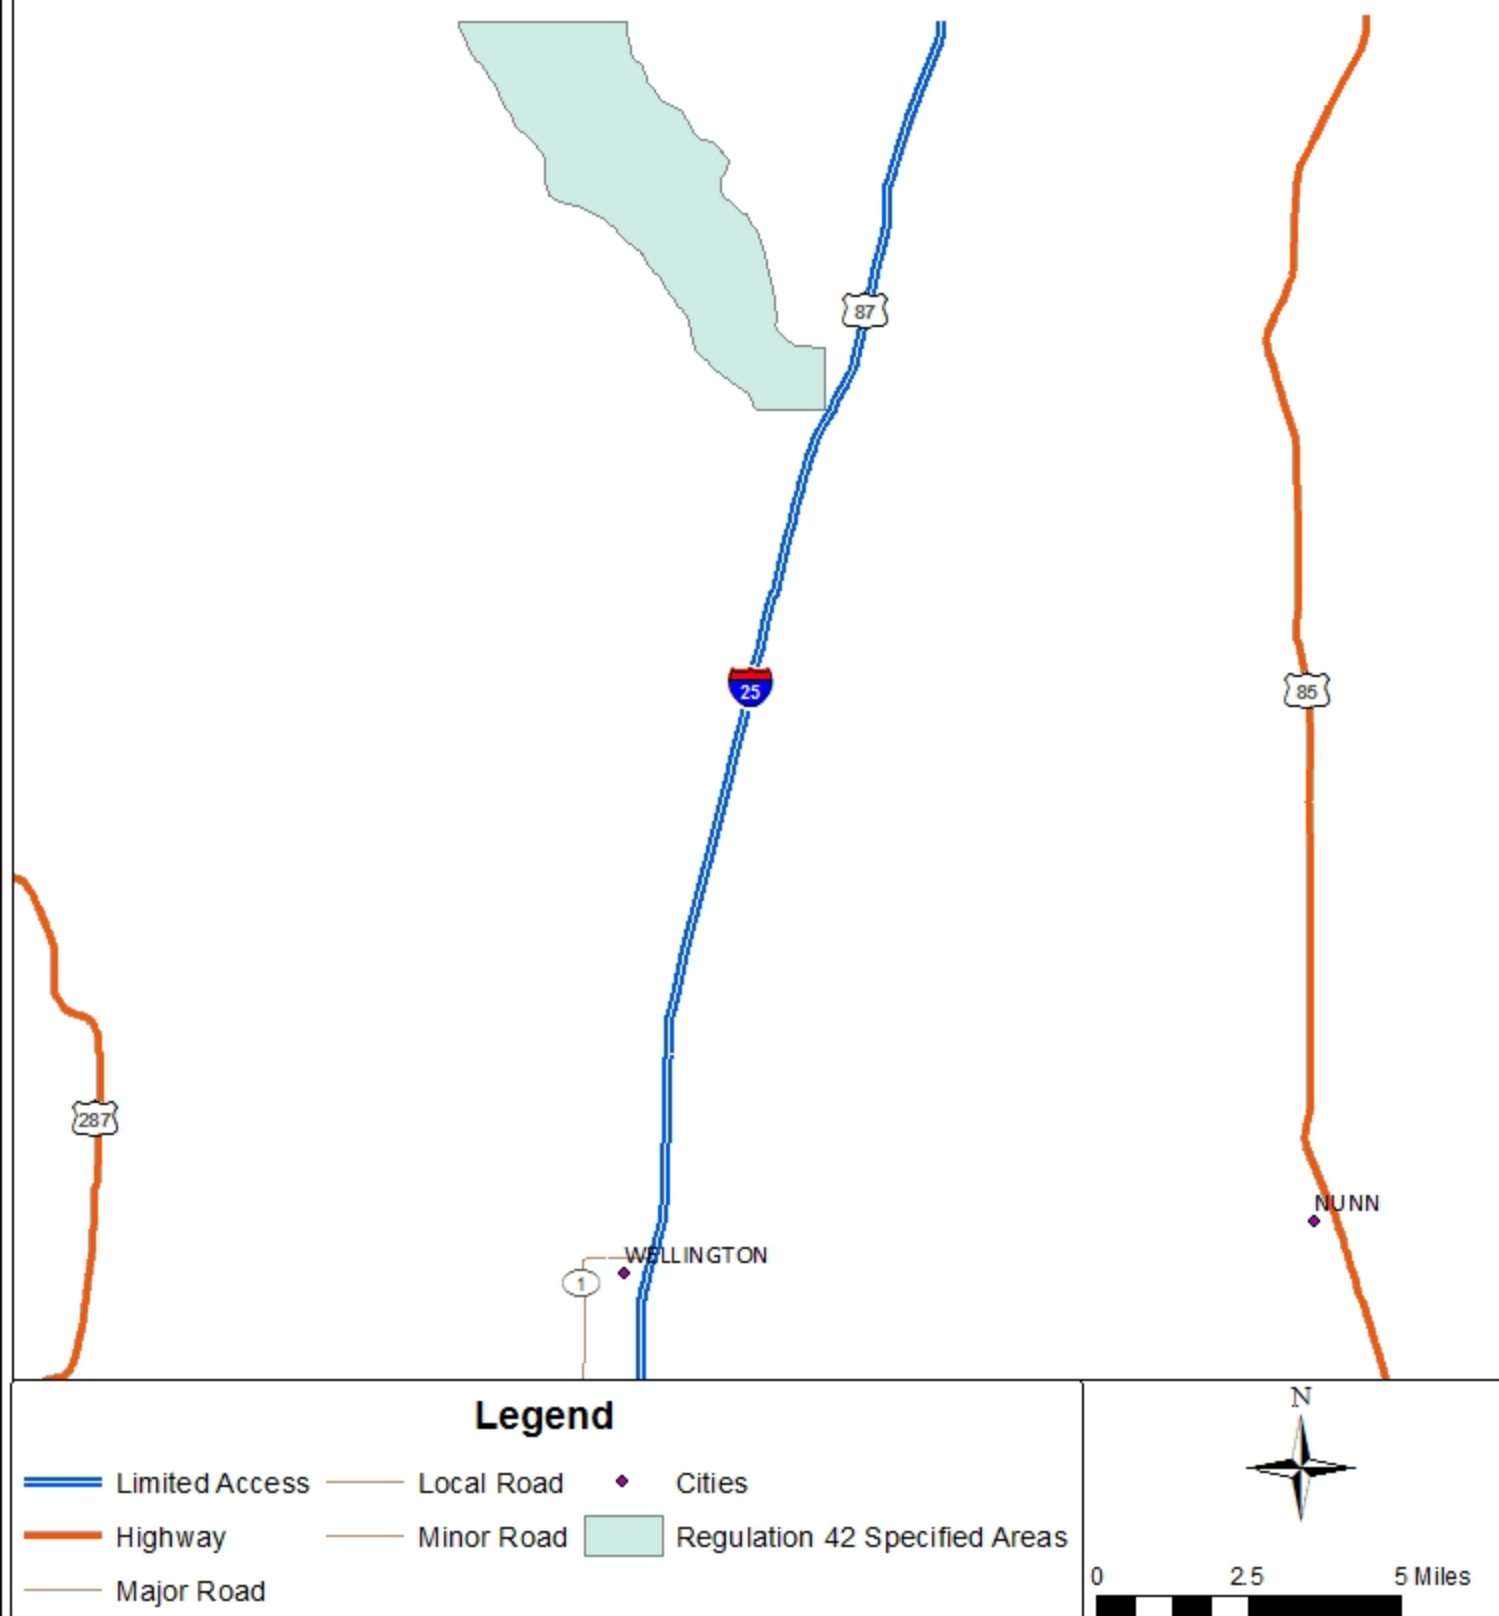 87
25
85
287
NUNN
WELLINGTON
1
Legend
N
Limited Access
Local Road
Cities
Highway
Minor Road
Regulation 42 Specified Areas
Major Road
0 2.5 5 Miles